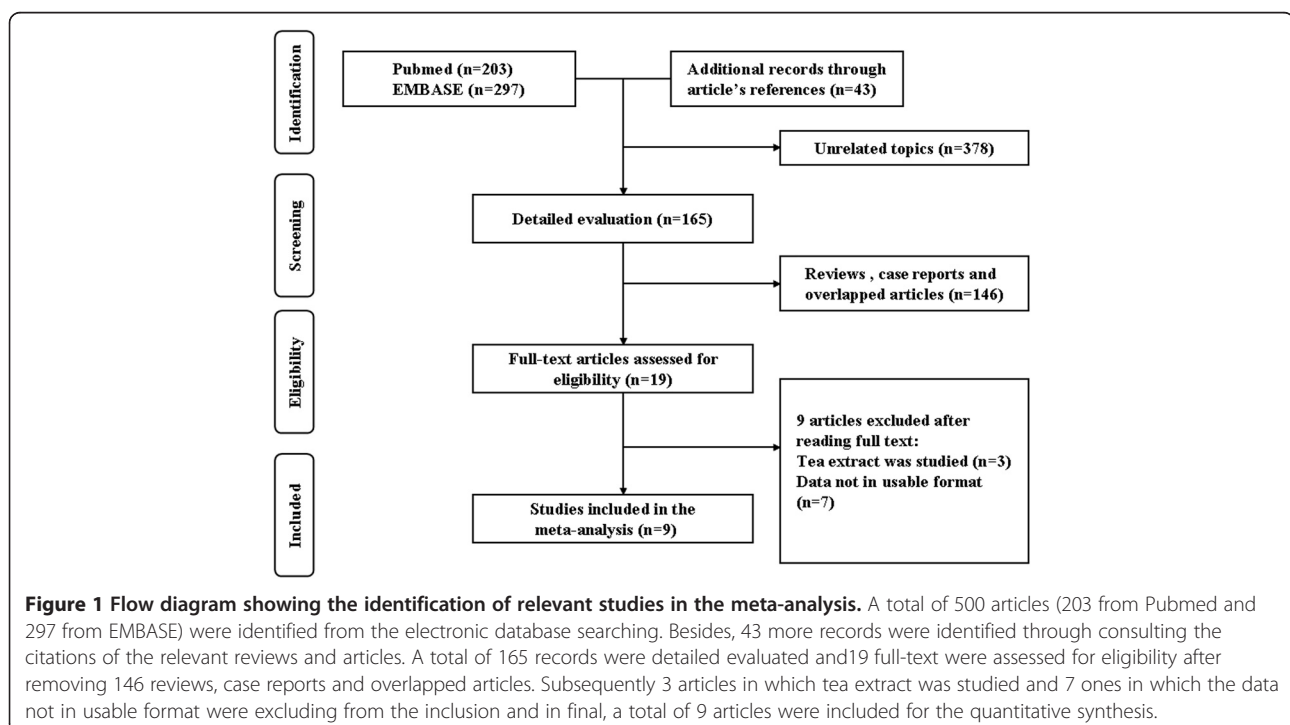 Identification
Pubmed (n=203)
EMBASE (n=297)
Additional records through
article's references (n=43)
Unrelated topics (n=378)
Screening
Detailed evaluation (n=165)
Reviews , case reports and
overlapped articles (n=146)
Eligibility
Full-text articles assessed for
eligibility (n=19)
9 articles excluded after
reading full text:
Tea extract was studied (n=3)
Data not in usable format
(n=7)
Included
Studies included in the
meta-analysis (n=9)
Figure 1 Flow diagram showing the identification of relevant studies in the meta-analysis. A total of 500 articles (203 from Pubmed and
297 from EMBASE) were identified from the electronic database searching. Besides, 43 more records were identified through consulting the
citations of the relevant reviews and articles. A total of 165 records were detailed evaluated and19 full-text were assessed for eligibility after
removing 146 reviews, case reports and overlapped articles. Subsequently 3 articles in which tea extract was studied and 7 ones in which the data
not in usable format were excluding from the inclusion and in final, a total of 9 articles were included for the quantitative synthesis.